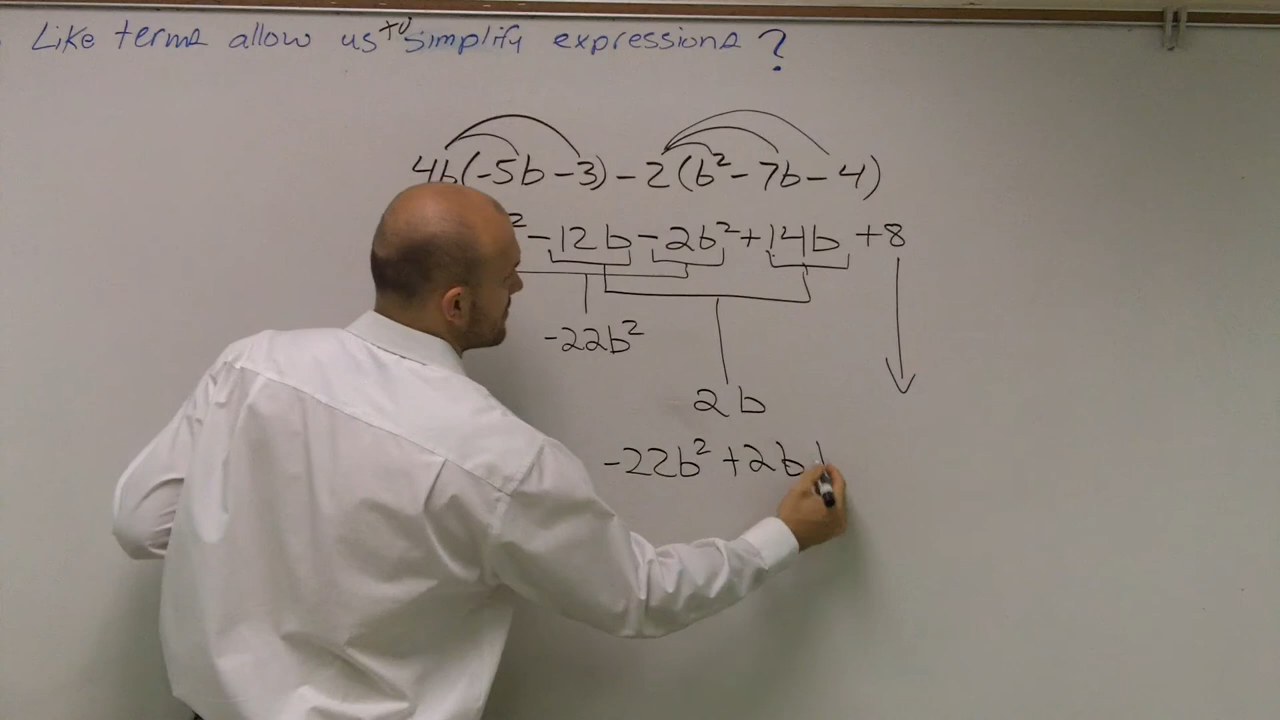 Like terms allow us to simplify expressions?
4b(-5b-3)-2(b²-7b-4)
²-12b-2b²+14b+8
-22b²
2b
-22b²+2b